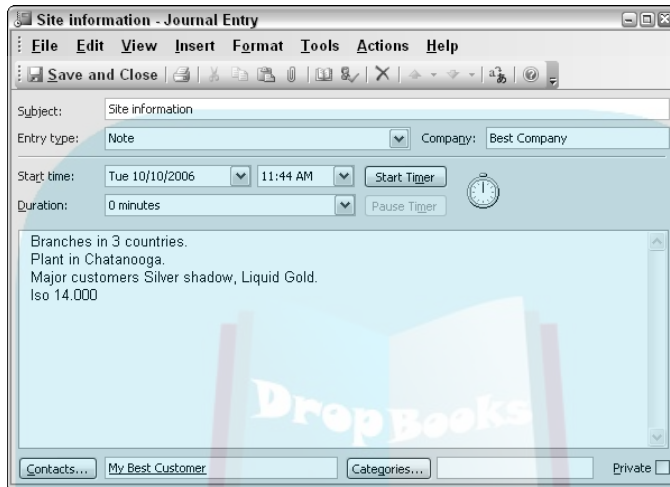 Site information - Journal Entry
File Edit View Insert Format Tools Actions Help
Save and Close
Subject: Site information
Entry type: Note Company: Best Company
Start time: Tue 10/10/2006 11:44 AM Start Timer
Duration: 0 minutes Pause Timer
Branches in 3 countries.
Plant in Chatanooga.
Major customers Silver shadow, Liquid Gold.
Iso 14.000
DropBooks
Contacts... My Best Customer Categories... Private